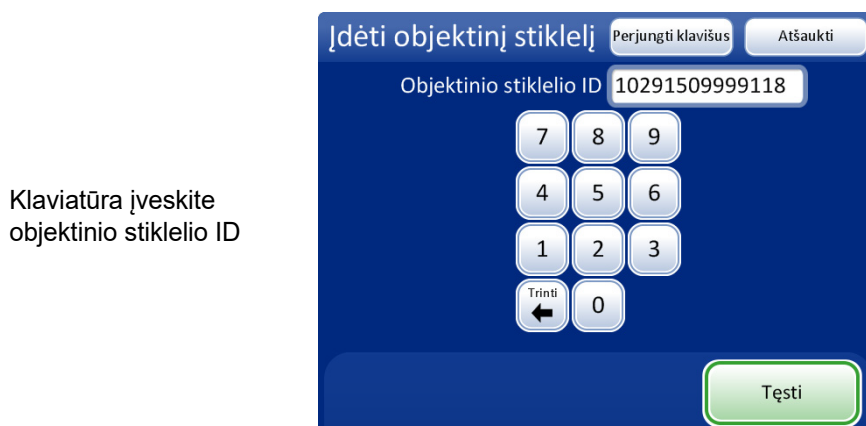 Įdėti objektinį stiklelį Perjungti klavišus Atšaukti
Objektinio stiklelio ID 10291509999118
7 8 9
4 5 6
1 2 3
Trinti
0
Tęsti
Klaviatūra įveskite
objektinio stiklelio ID